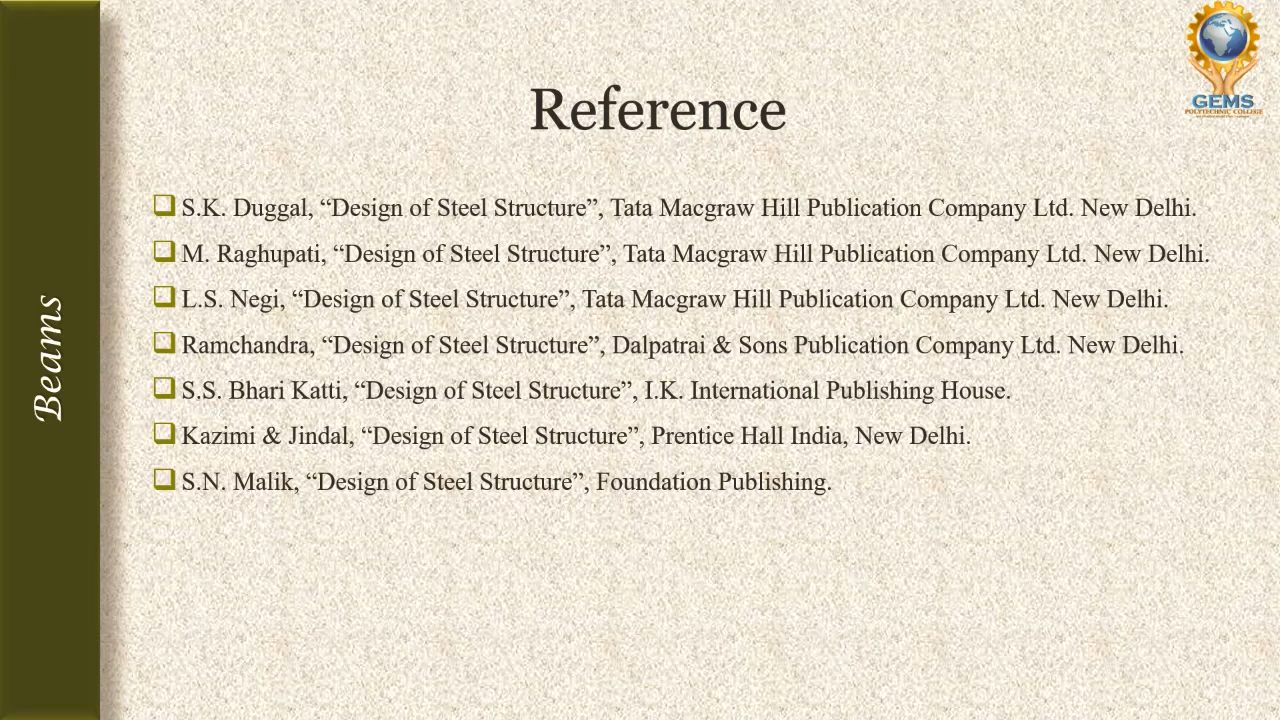 GEMS
POLYTECHNIC COLLEGE
Reference
❑ S.K. Duggal, “Design of Steel Structure”, Tata Macgraw Hill Publication Company Ltd. New Delhi.
❑ M. Raghupati, “Design of Steel Structure”, Tata Macgraw Hill Publication Company Ltd. New Delhi.
❑ L.S. Negi, “Design of Steel Structure”, Tata Macgraw Hill Publication Company Ltd. New Delhi.
❑ Ramchandra, “Design of Steel Structure”, Dalpatrai & Sons Publication Company Ltd. New Delhi.
❑ S.S. Bhari Katti, “Design of Steel Structure”, I.K. International Publishing House.
❑ Kazimi & Jindal, “Design of Steel Structure”, Prentice Hall India, New Delhi.
❑ S.N. Malik, “Design of Steel Structure”, Foundation Publishing.
Beams